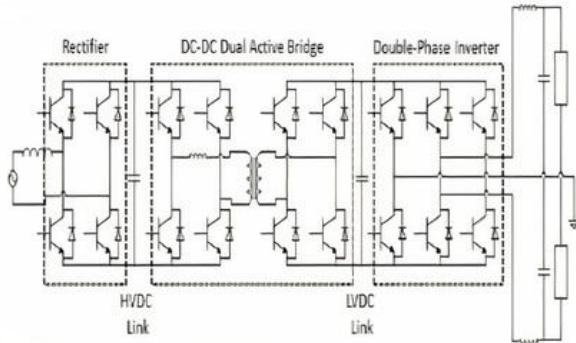 Rectifier
DC-DC Dual Active Bridge
Double-Phase Inverter
HVDC
Link
LVDC
Link